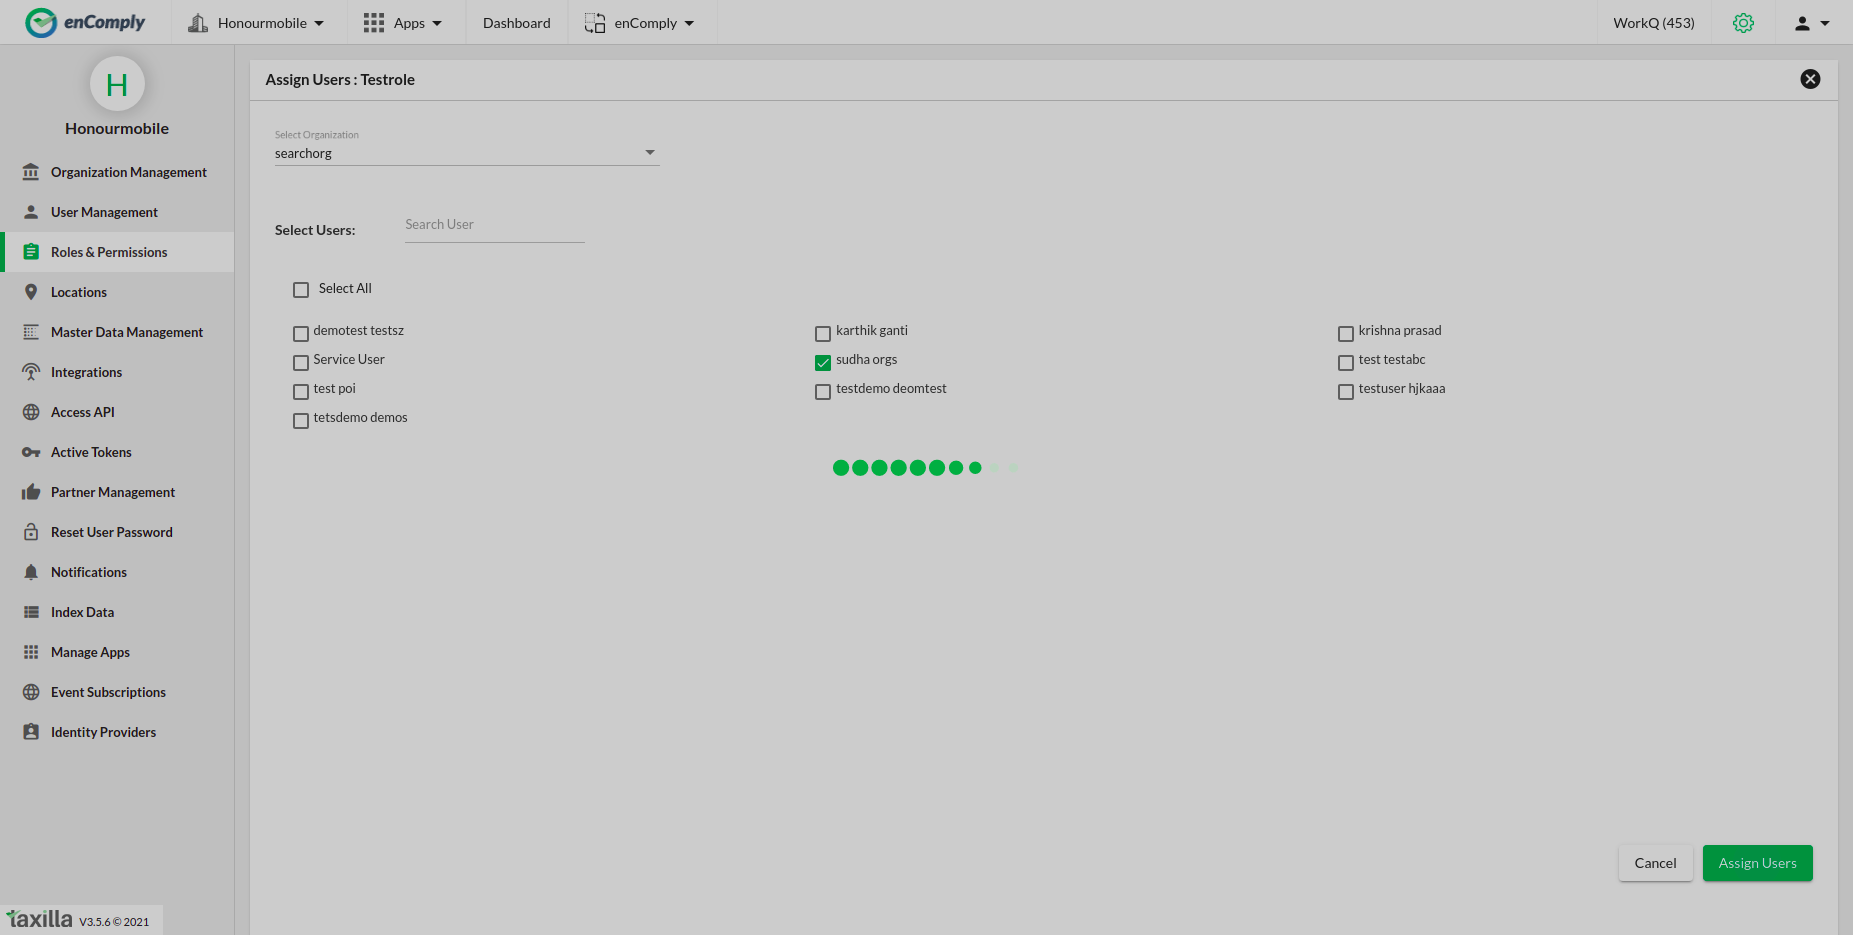 enComply
Honourmobile
Apps
Dashboard
enComply
WorkQ (453)
H
Honourmobile
Organization Management
User Management
Roles & Permissions
Locations
Master Data Management
Integrations
Access API
Active Tokens
Partner Management
Reset User Password
Notifications
Index Data
Manage Apps
Event Subscriptions
Identity Providers
taxilla V3.5.6 © 2021
Assign Users : Testrole
Select Organization
searchorg
Select Users:
Search User
Select All
demotest testsz
karthik ganti
krishna prasad
Service User
sudha orgs
test testabc
test poi
testdemo deomtest
testuser hjkaaa
tetsdemo demos
Cancel
Assign Users